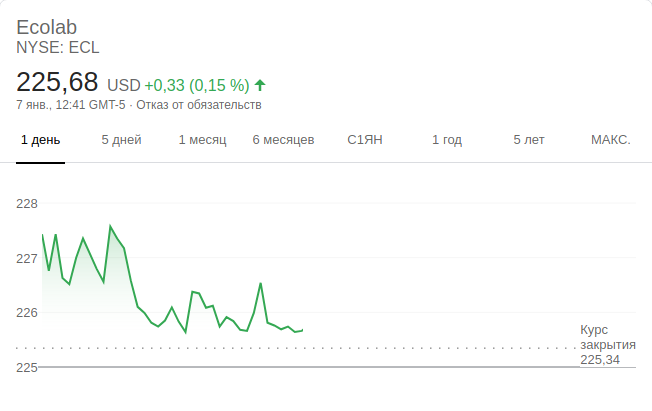 Ecolab
NYSE: ECL
225,68 USD +0,33 (0,15 %)
7 янв., 12:41 GMT-5 · Отказ от обязательств
1 день 5 дней 1 месяц 6 месяцев С1ЯН 1 год 5 лет МАКС.
228
227
226
Курс
закрытия
225,34
225